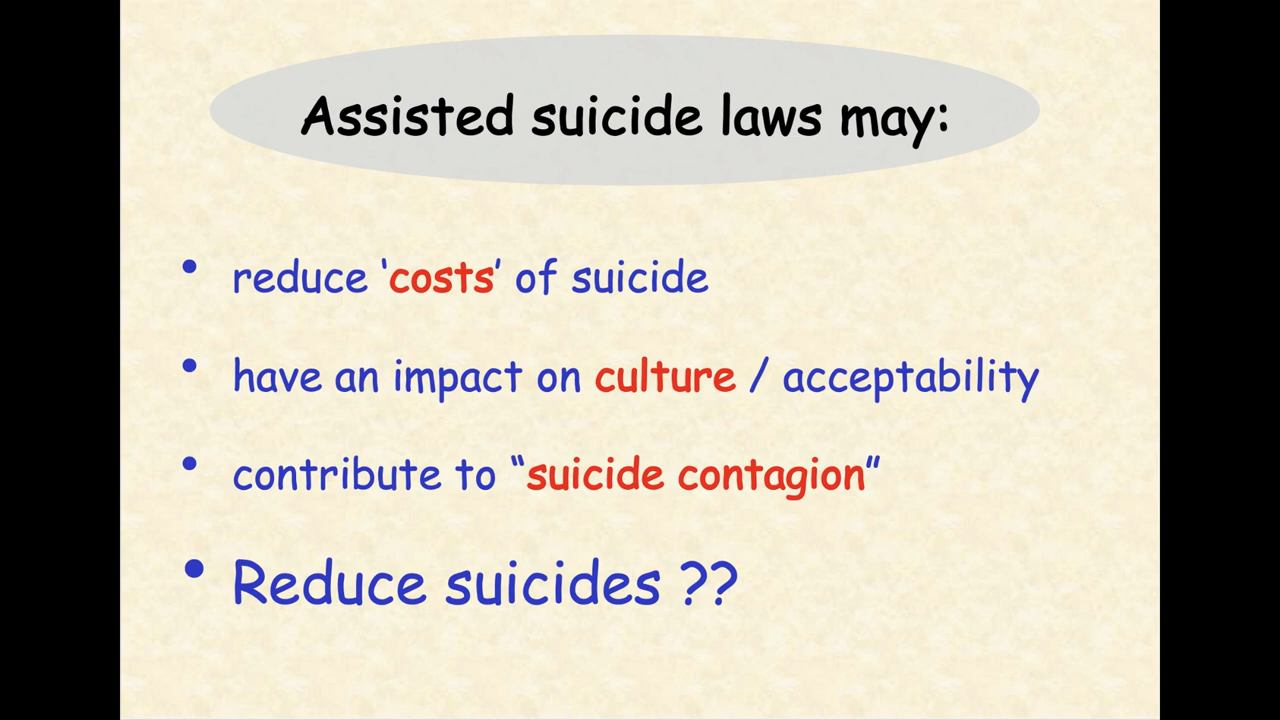 Assisted suicide laws may:
• reduce ‘costs’ of suicide
• have an impact on culture / acceptability
• contribute to “suicide contagion”
• Reduce suicides ??